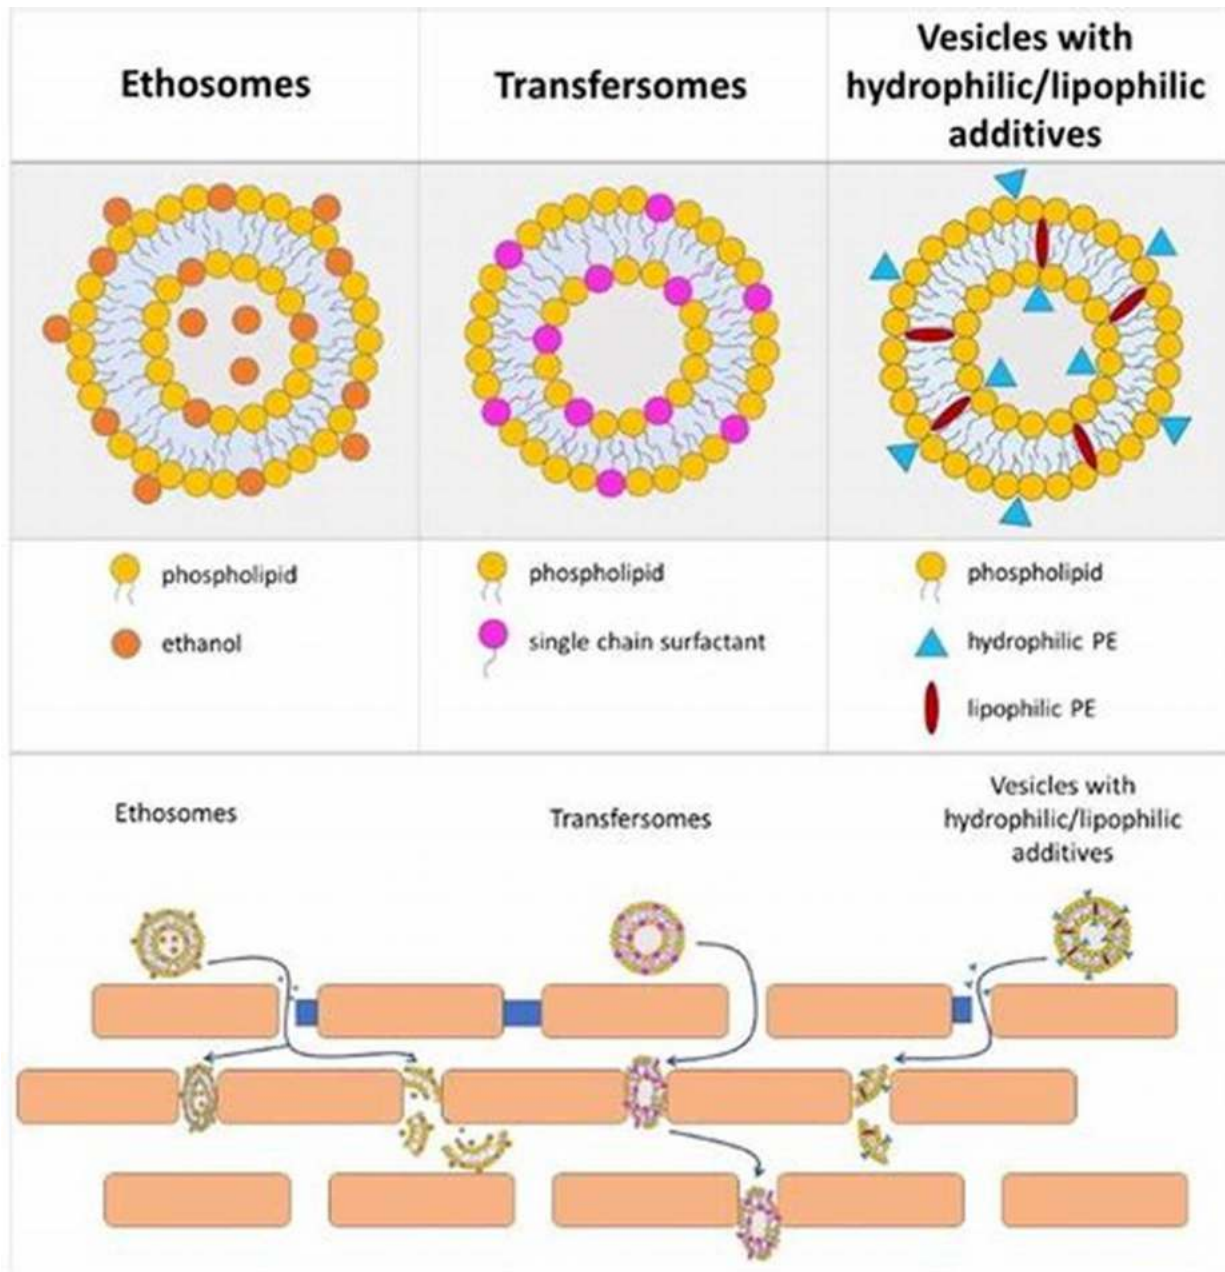 Ethosomes
Transfersomes
Vesicles with
hydrophilic/lipophilic
additives
phospholipid
ethanol
phospholipid
single chain surfactant
phospholipid
hydrophilic PE
lipophilic PE
Ethosomes
Transfersomes
Vesicles with
hydrophilic/lipophilic
additives